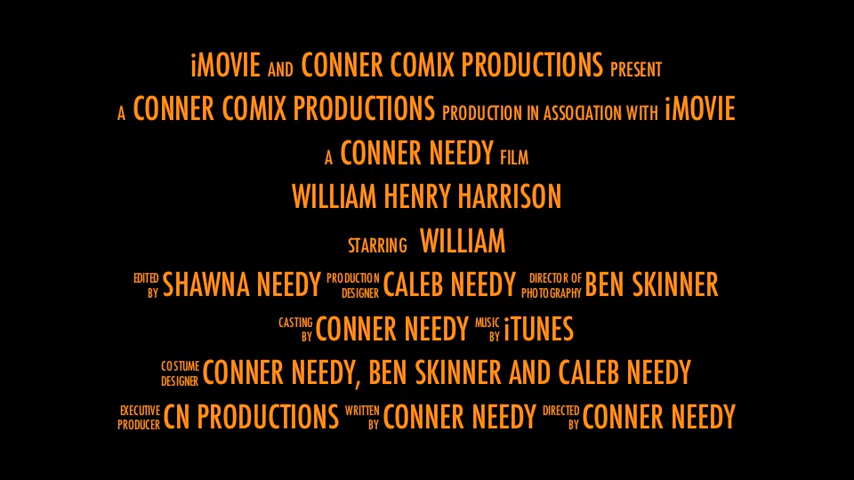 iMOVIE AND CONNER COMIX PRODUCTIONS PRESENT
A CONNER COMIX PRODUCTIONS PRODUCTION IN ASSOCIATION WITH iMOVIE
A CONNER NEEDY FILM
WILLIAM HENRY HARRISON
STARRING WILLIAM
EDITED BY SHAWNA NEEDY PRODUCTION DESIGNER CALEB NEEDY DIRECTOR OF PHOTOGRAPHY BEN SKINNER
CASTING BY CONNER NEEDY MUSIC BY iTUNES
COSTUME DESIGNER CONNER NEEDY, BEN SKINNER AND CALEB NEEDY
EXECUTIVE PRODUCER CN PRODUCTIONS WRITTEN BY CONNER NEEDY DIRECTED BY CONNER NEEDY